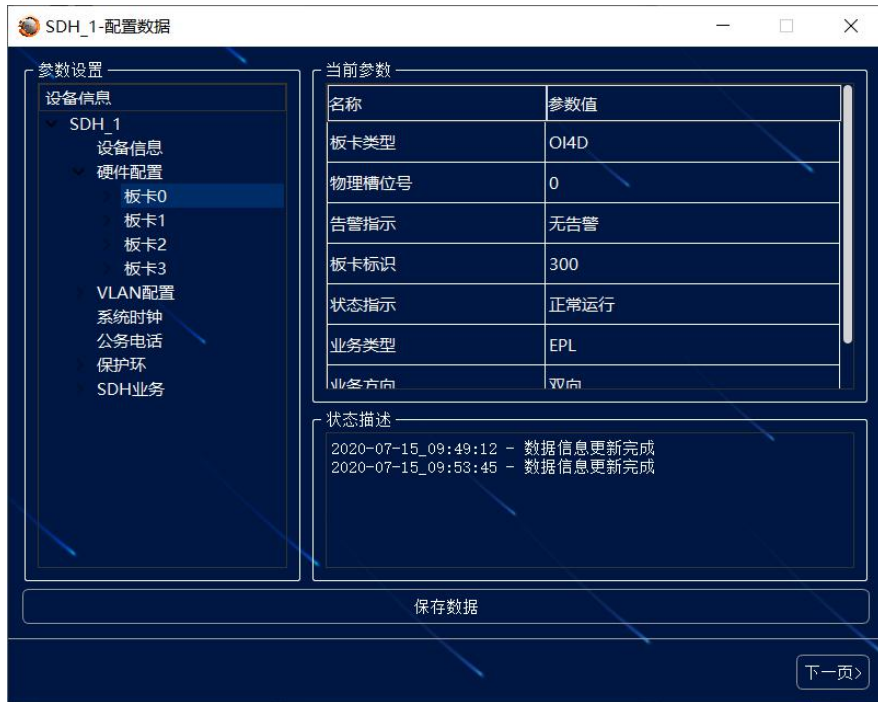 SDH_1-配置数据
参数设置
设备信息
SDH_1
设备信息
硬件配置
板卡0
板卡1
板卡2
板卡3
VLAN配置
系统时钟
公务电话
保护环
SDH业务
当前参数
名称 参数值
板卡类型 OI4D
物理槽位号 0
告警指示 无告警
板卡标识 300
状态指示 正常运行
业务类型 EPL
业务方向 双向
状态描述
2020-07-15_09:49:12 - 数据信息更新完成
2020-07-15_09:53:45 - 数据信息更新完成
保存数据
下一页>